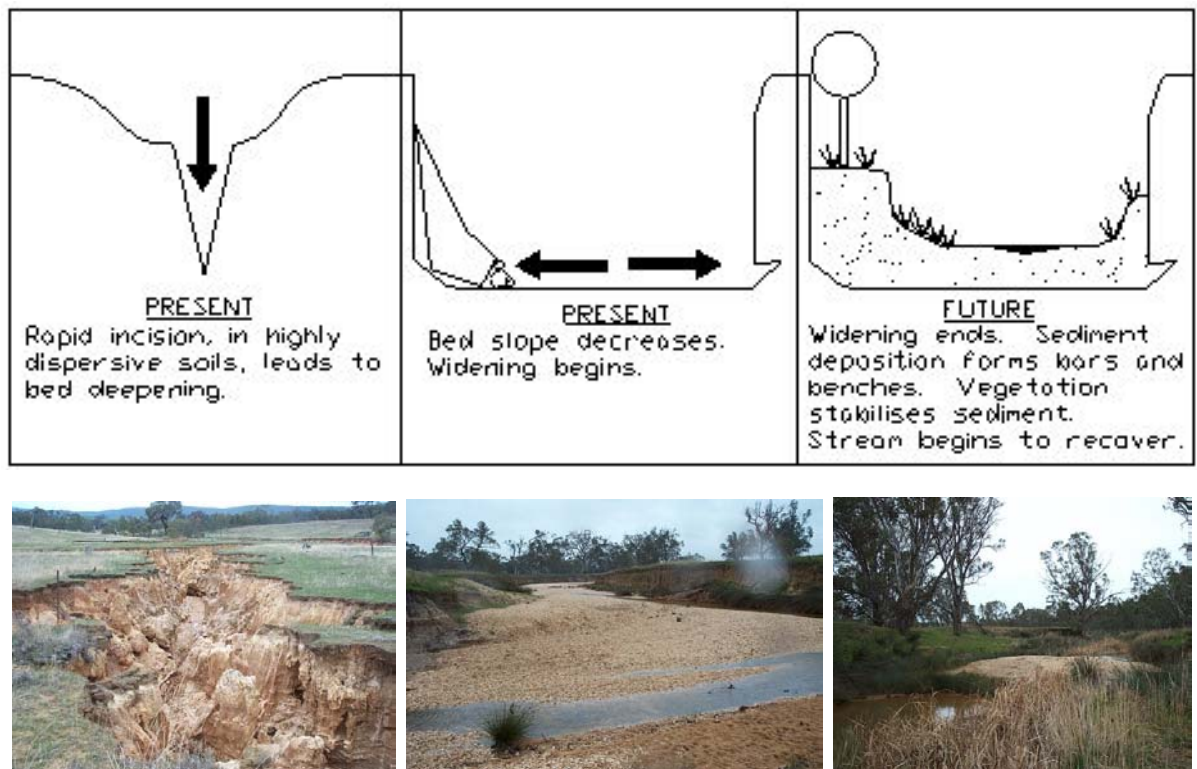 PRESENT
Rapid incision, in highly
dispersive soils, leads to
bed deepening.
PRESENT
Bed slope decreases.
Widening begins.
FUTURE
Widening ends. Sediment
deposition forms bars and
benches. Vegetation
stabilises sediment.
Stream begins to recaver.